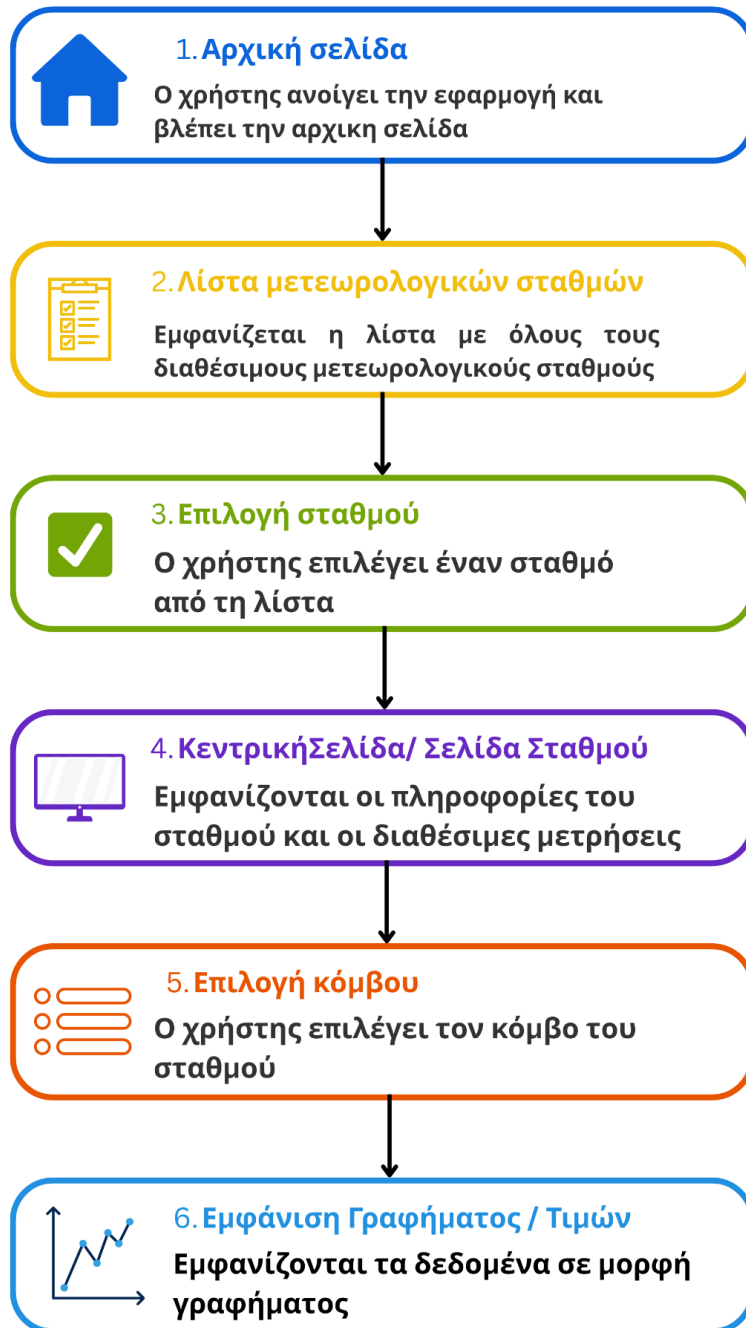 1. Αρχική σελίδα
Ο χρήστης ανοίγει την εφαρμογή και
βλέπει την αρχικη σελίδα
2. Λίστα μετεωρολογικών σταθμών
Εμφανίζεται η λίστα με όλους τους
διαθέσιμους μετεωρολογικούς σταθμούς
3. Επιλογή σταθμού
Ο χρήστης επιλέγει έναν σταθμό
από τη λίστα
4. ΚεντρικήΣελίδα/ Σελίδα Σταθμού
Εμφανίζονται οι πληροφορίες του
σταθμού και οι διαθέσιμες μετρήσεις
5. Επιλογή κόμβου
Ο χρήστης επιλέγει τον κόμβο του
σταθμού
6. Εμφάνιση Γραφήματος / Τιμών
Εμφανίζονται τα δεδομένα σε μορφή
γραφήματος